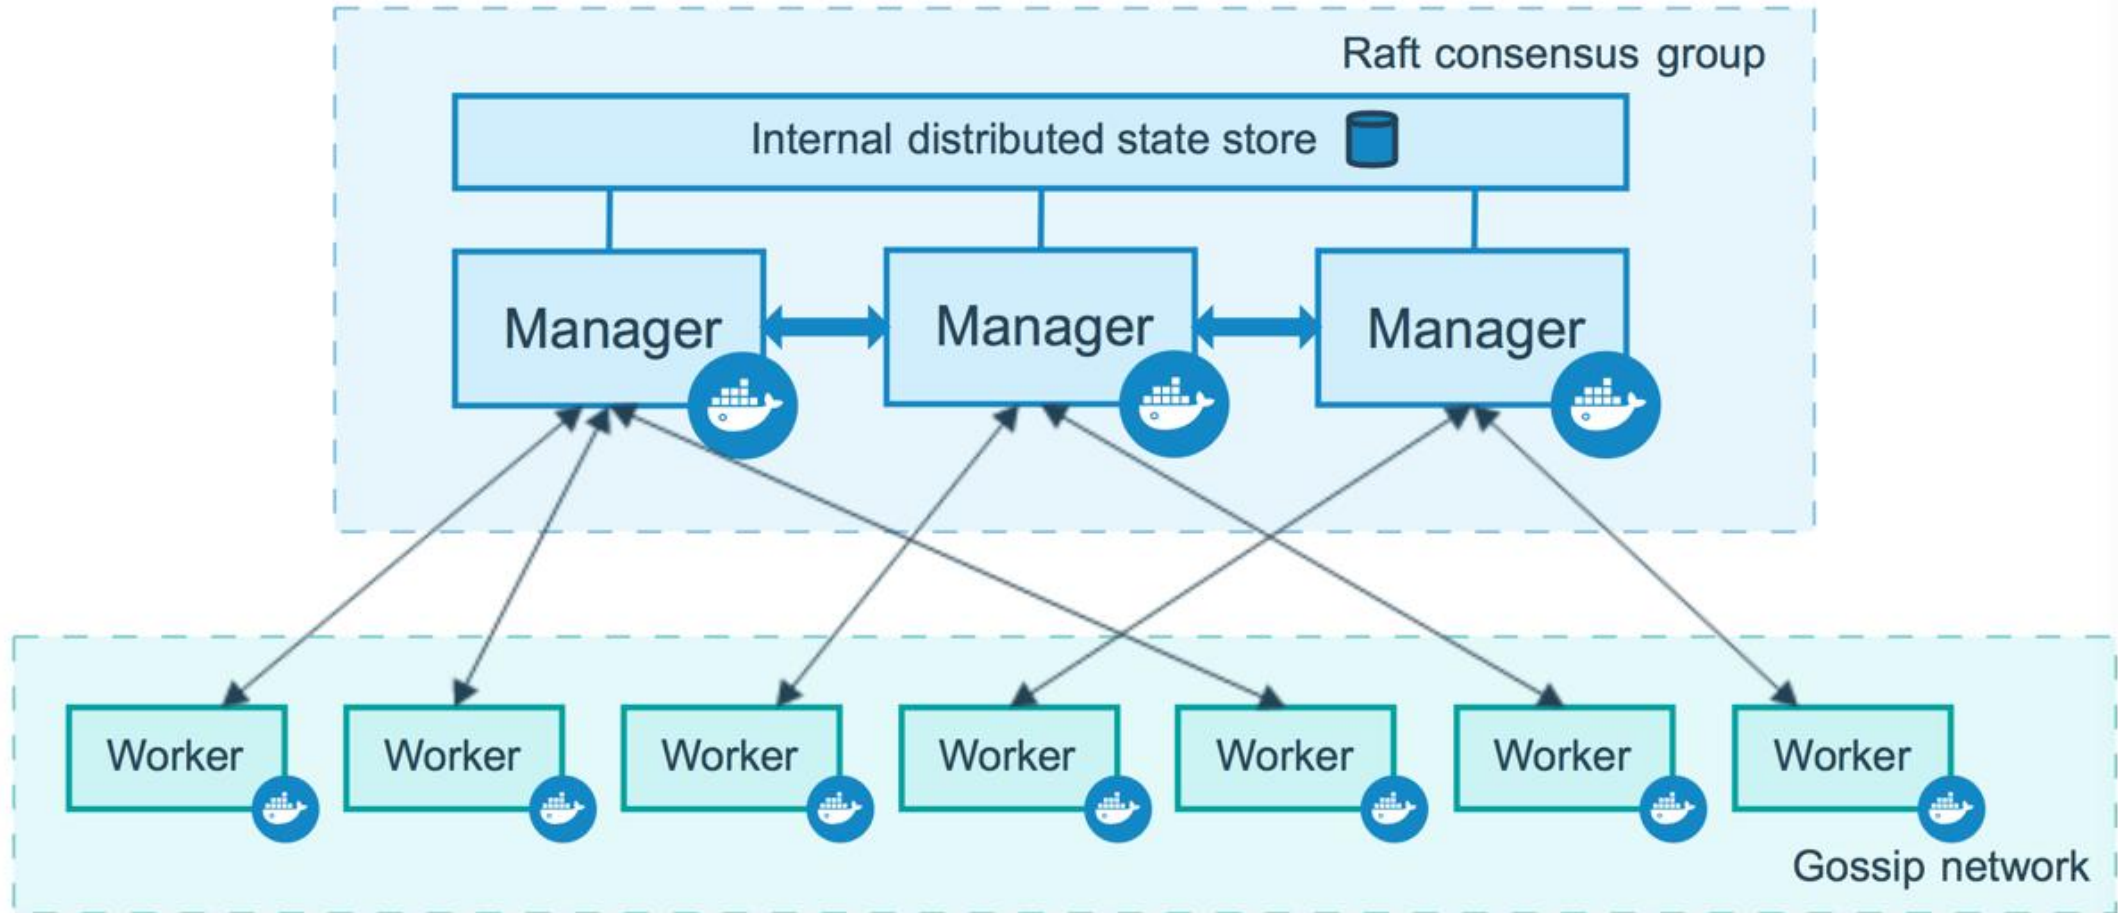 Raft consensus group
Internal distributed state store
Manager
Manager
Manager
Worker
Worker
Worker
Worker
Worker
Worker
Worker
Gossip network